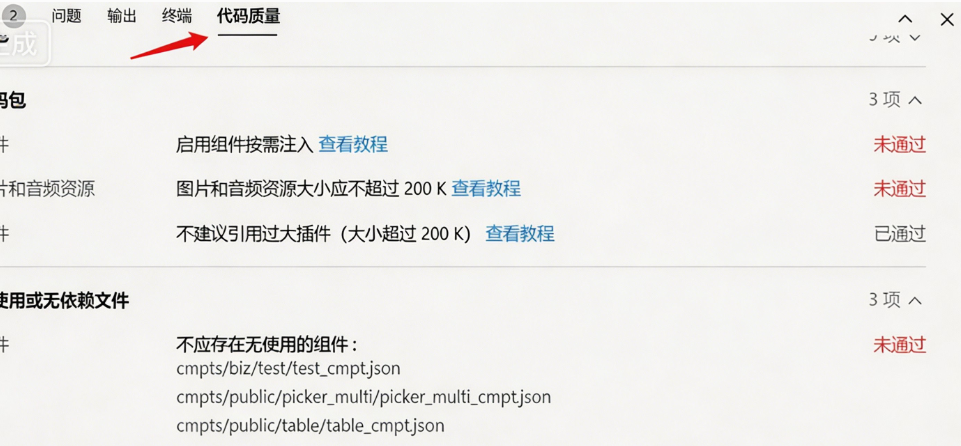 2 问题 输出 终端 代码质量
成
码包 3 项
件 启用组件按需注入 查看教程 未通过
片和音频资源 图片和音频资源大小应不超过 200 K 查看教程 未通过
件 不建议引用过大插件（大小超过 200 K） 查看教程 已通过
使用或无依赖文件 3 项
件 不应存在无使用的组件： 未通过
cmpts/biz/test/test_cmpt.json
cmpts/public/picker_multi/picker_multi_cmpt.json
cmpts/public/table/table_cmpt.json